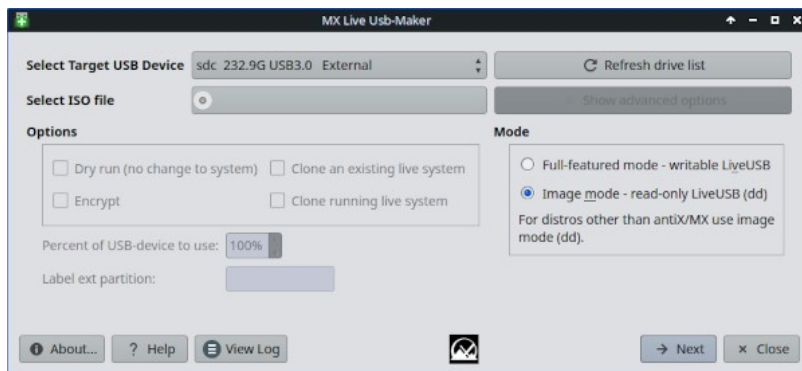 MX Live Usb-Maker
Select Target USB Device sdc 232.9G USB3.0 External Refresh drive list
Select ISO file Show advanced options
Options
Dry run (no change to system) Clone an existing live system
Encrypt Clone running live system
Percent of USB-device to use: 100%
Label ext partition:
Mode
Full-featured mode - writable LiveUSB
Image mode - read-only LiveUSB (dd)
For distros other than antiX/MX use image
mode (dd).
About... ? Help View Log Next Close